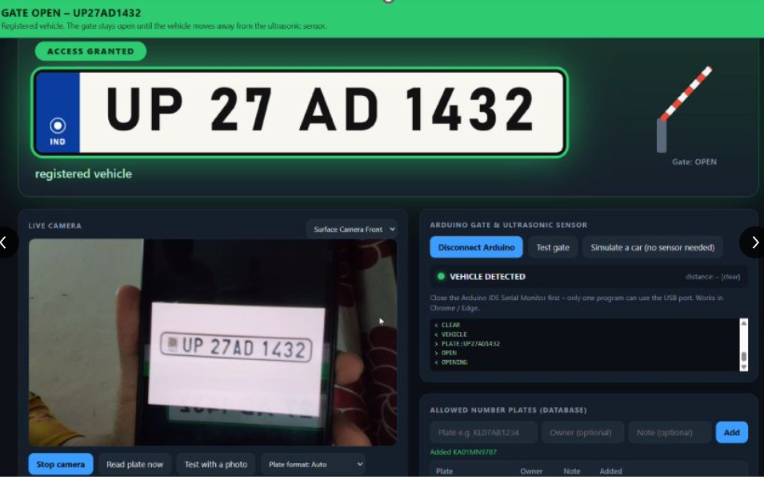 GATE OPEN – UP27AD1432
Registered vehicle. The gate stays open until the vehicle moves away from the ultrasonic sensor.
ACCESS GRANTED
IND
UP 27 AD 1432
registered vehicle
Gate: OPEN
LIVE CAMERA
Surface Camera Front
UP 27AD 1432
Stop camera
Read plate now
Test with a photo
Plate format: Auto
ARDUINO GATE & ULTRASONIC SENSOR
Disconnect Arduino
Test gate
Simulate a car (no sensor needed)
VEHICLE DETECTED
distance: – (clear)
Close the Arduino IDE Serial Monitor first – only one program can use the USB port. Works in
Chrome / Edge.
< CLEAR
< VEHICLE
> PLATE:UP27AD1432
> OPEN
< OPENING
ALLOWED NUMBER PLATES (DATABASE)
Plate e.g. KL07AB1234
Owner (optional)
Note (optional)
Add
Added KA01MN9787
Plate Owner Note Added